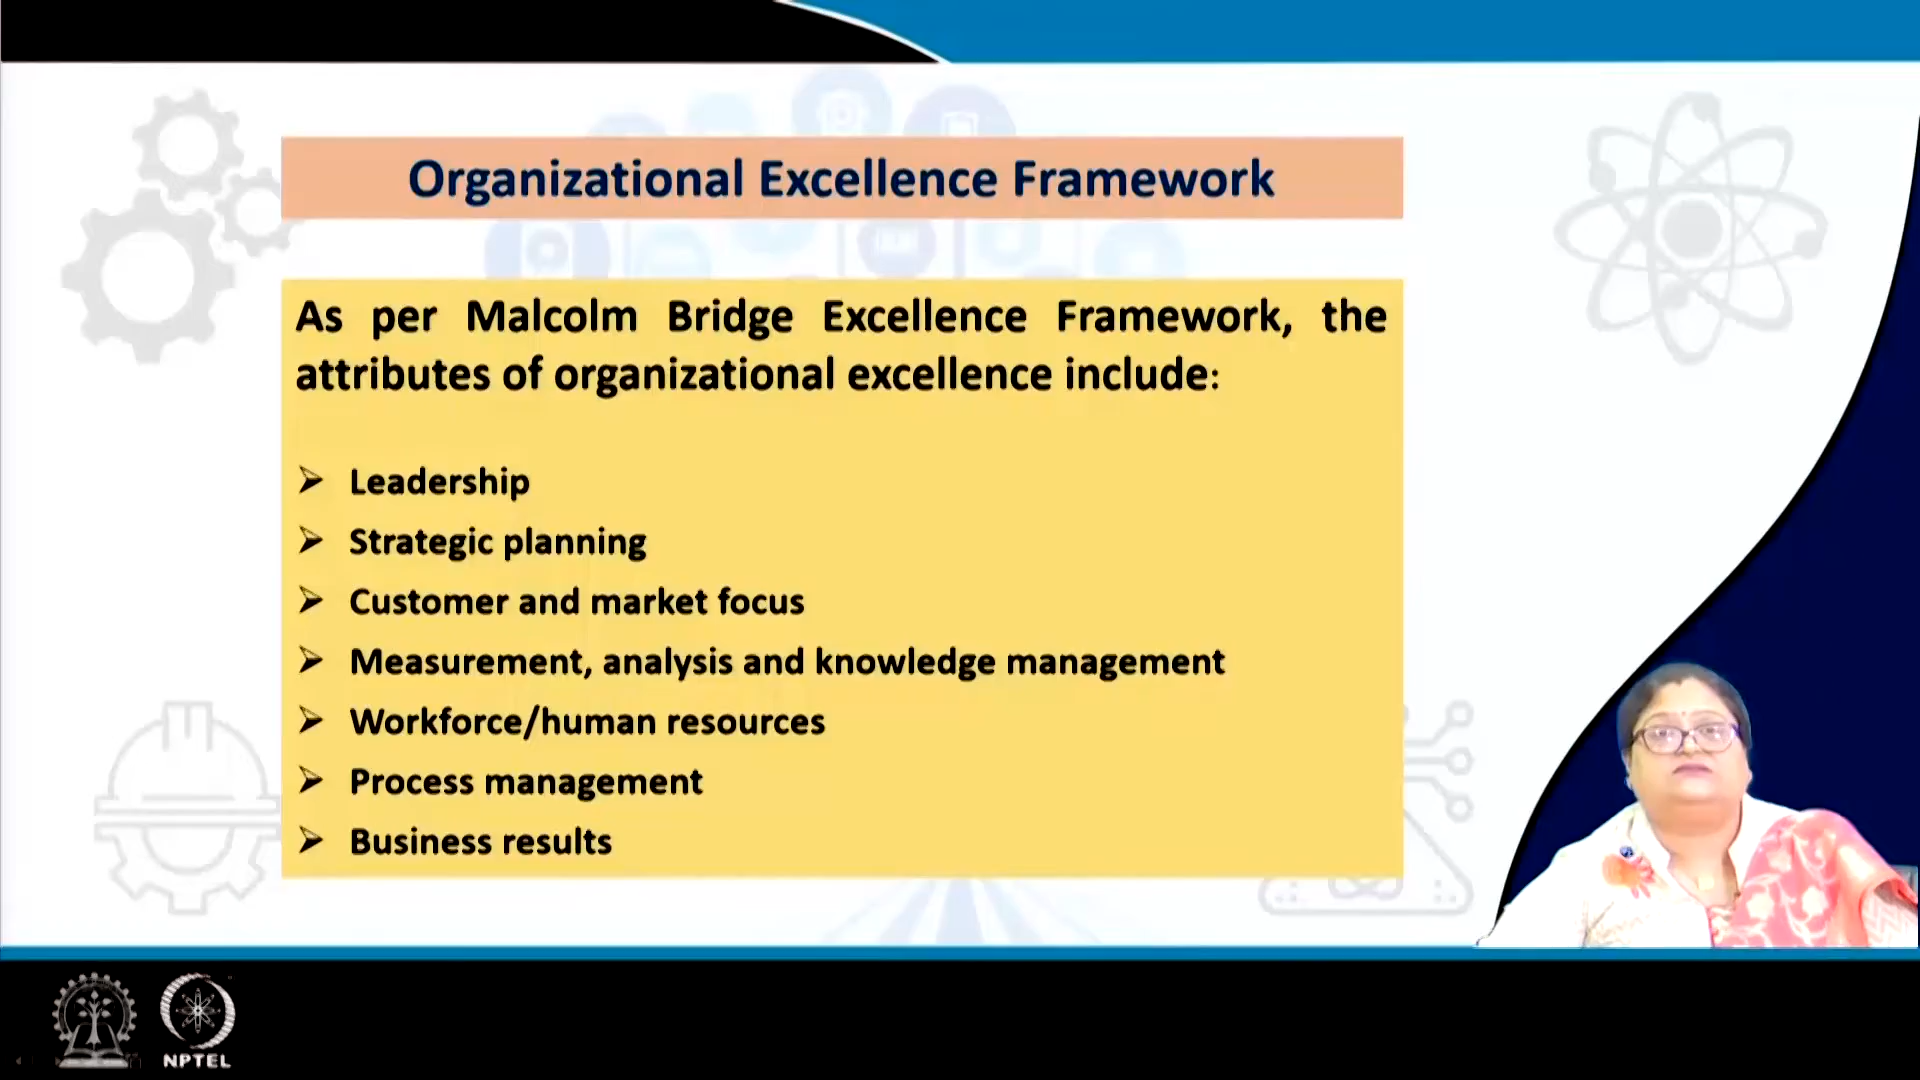 Organizational Excellence Framework
As per Malcolm Bridge Excellence Framework, the
attributes of organizational excellence include:
➢ Leadership
➢ Strategic planning
➢ Customer and market focus
➢ Measurement, analysis and knowledge management
➢ Workforce/human resources
➢ Process management
➢ Business results
NPTEL